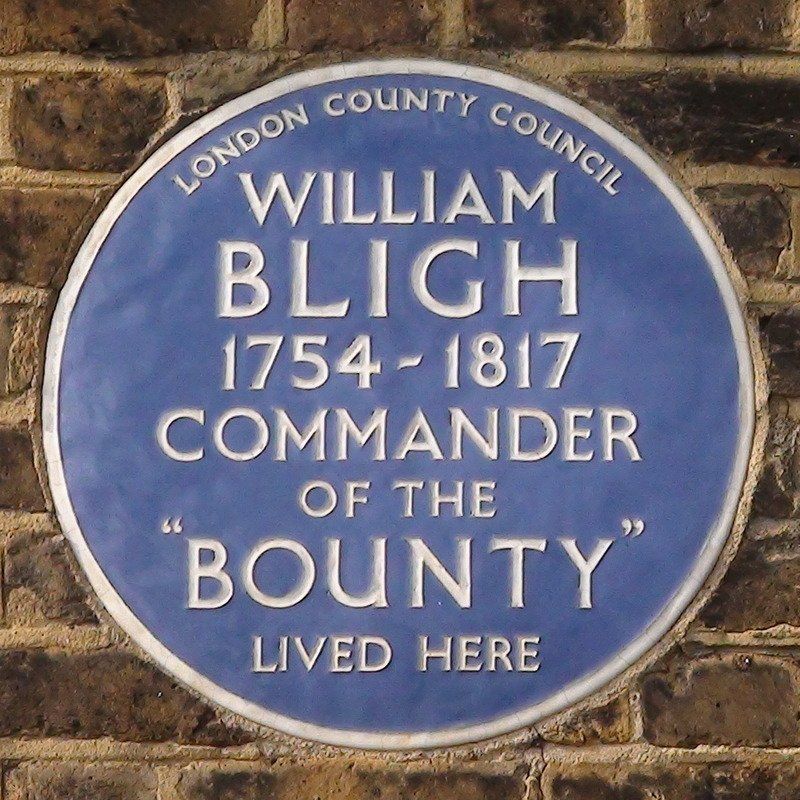 LONDON COUNTY COUNCIL
WILLIAM
BLIGH
1754-1817
COMMANDER
OF THE
“BOUNTY”
LIVED HERE